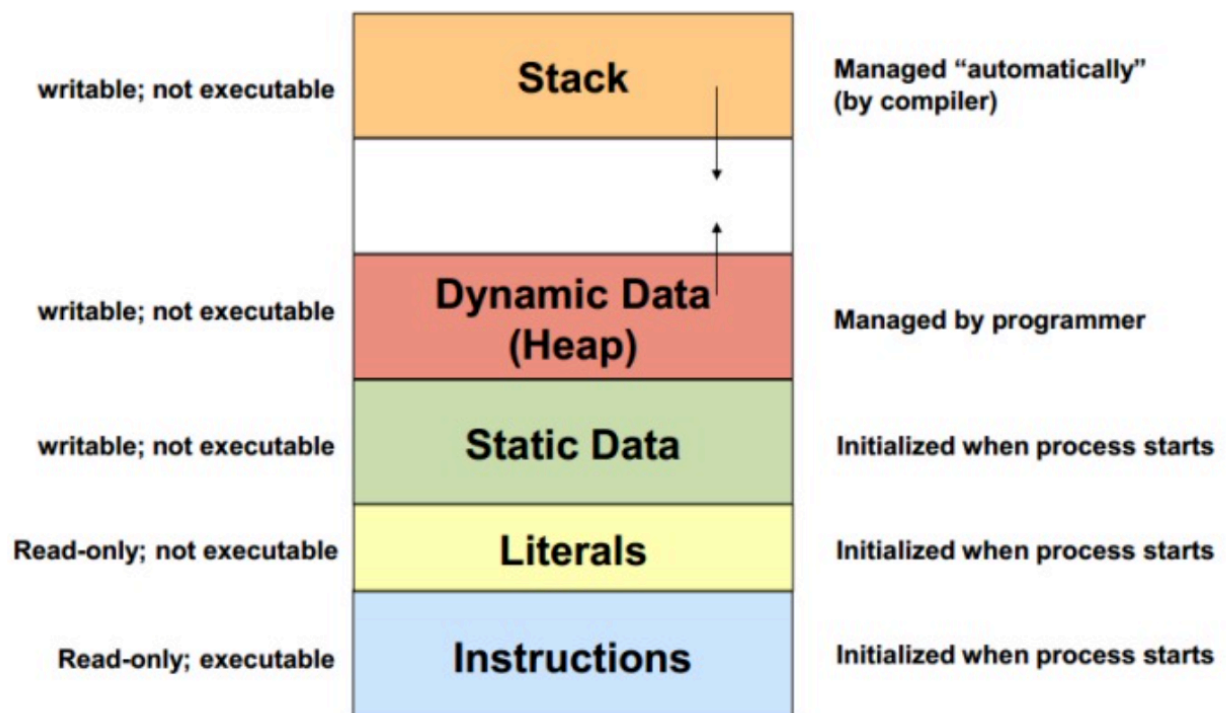 writable; not executable
Stack
Managed “automatically”
(by compiler)
writable; not executable
Dynamic Data
(Heap)
Managed by programmer
writable; not executable
Static Data
Initialized when process starts
Read-only; not executable
Literals
Initialized when process starts
Read-only; executable
Instructions
Initialized when process starts